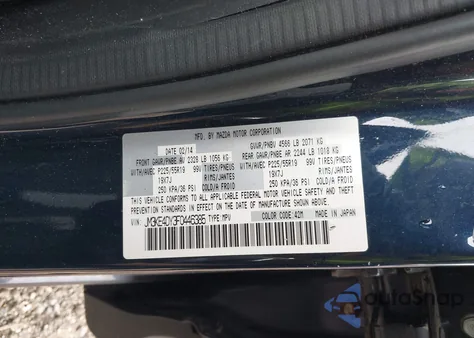 MFD. BY MAZDA MOTOR CORPORATION
DATE 02/14 GVWR/PNBV 4566 LB 2071 KG
FRONT GAWR/PNBE AV 2328 LB 1056 KG REAR GAWR/PNBE AR 2244 LB 1018 KG
WITH/AVEC P225/55R19 99V TIRES/PNEUS WITH/AVEC P225/55R19 99V TIRES/PNEUS
19X7J RIMS/JANTES 19X7J RIMS/JANTES
250 KPA/36 PSI COLD/A FROID 250 KPA/36 PSI COLD/A FROID
THIS VEHICLE CONFORMS TO ALL APPLICABLE FEDERAL MOTOR VEHICLE SAFETY, BUMPER,
AND THEFT PREVENTION STANDARDS IN EFFECT ON THE DATE OF MANUFACTURE SHOWN ABOVE.
VIN: JM3KE4DY3F0446385 TYPE MPV COLOR CODE: 42M MADE IN JAPAN
autoSnap